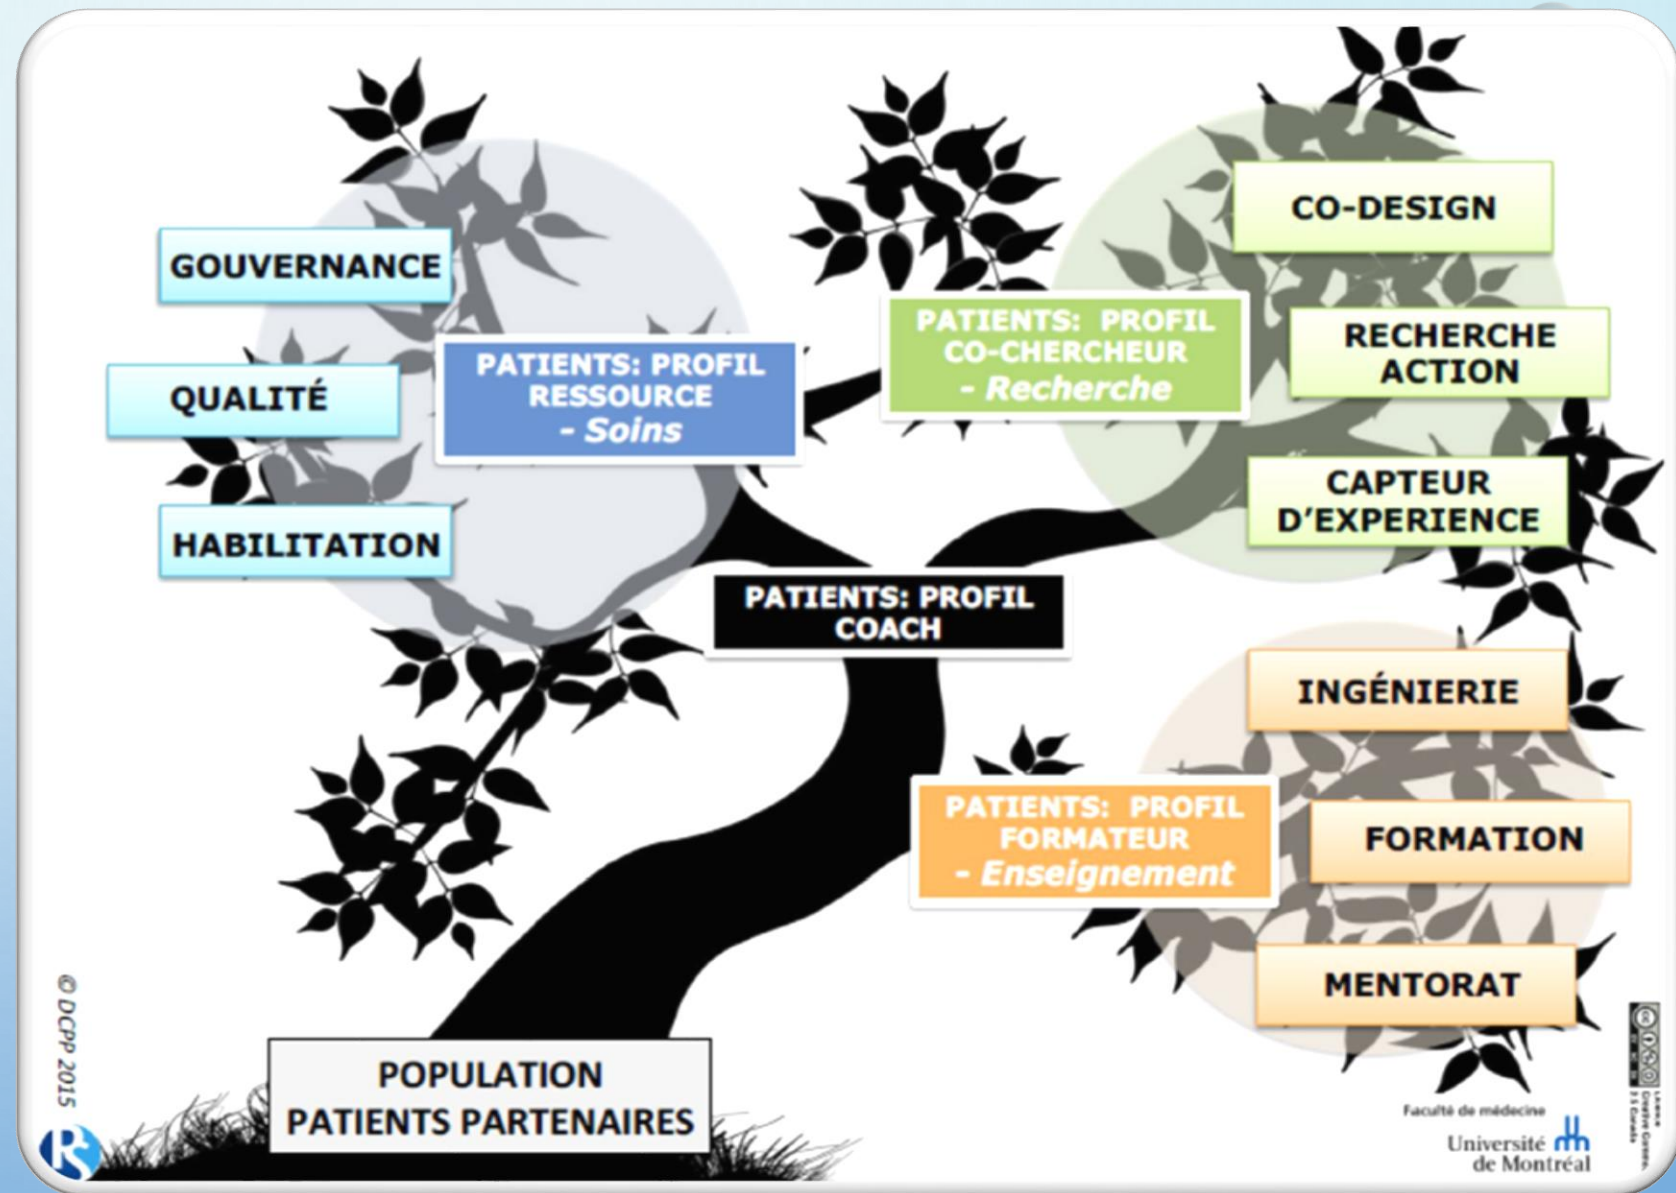 GOUVERNANCE
QUALITÉ
HABILITATION
PATIENTS: PROFIL
RESSOURCE
- Soins
PATIENTS: PROFIL
CO-CHERCHEUR
- Recherche
CO-DESIGN
RECHERCHE
ACTION
CAPTEUR
D'EXPERIENCE
PATIENTS: PROFIL
COACH
INGÉNIERIE
PATIENTS: PROFIL
FORMATEUR
- Enseignement
FORMATION
MENTORAT
POPULATION
PATIENTS PARTENAIRES
© DCPP 2015
Faculté de médecine
Université
de Montréal